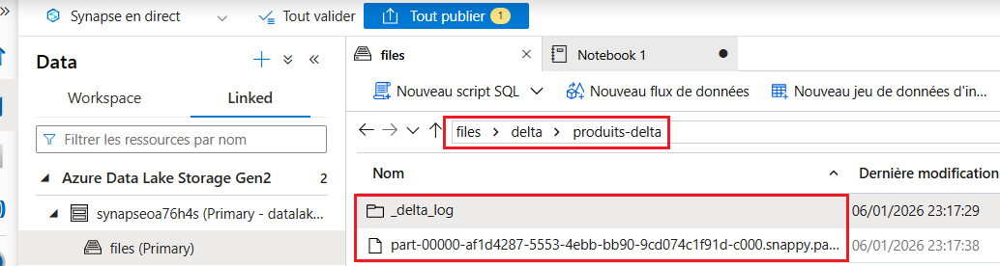 Synapse en direct
Tout valider
Tout publier 1
Data
Workspace
Linked
Filtrer les ressources par nom
Azure Data Lake Storage Gen2 2
synapseoa76h4s (Primary - datalak...
files (Primary)
files
Notebook 1
Nouveau script SQL
Nouveau flux de données
Nouveau jeu de données d'in...
files > delta > produits-delta
Nom
Dernière modification
_delta_log
06/01/2026 23:17:29
part-00000-af1d4287-5553-4ebb-bb90-9cd074c1f91d-c000.snappy.pa...
06/01/2026 23:17:38